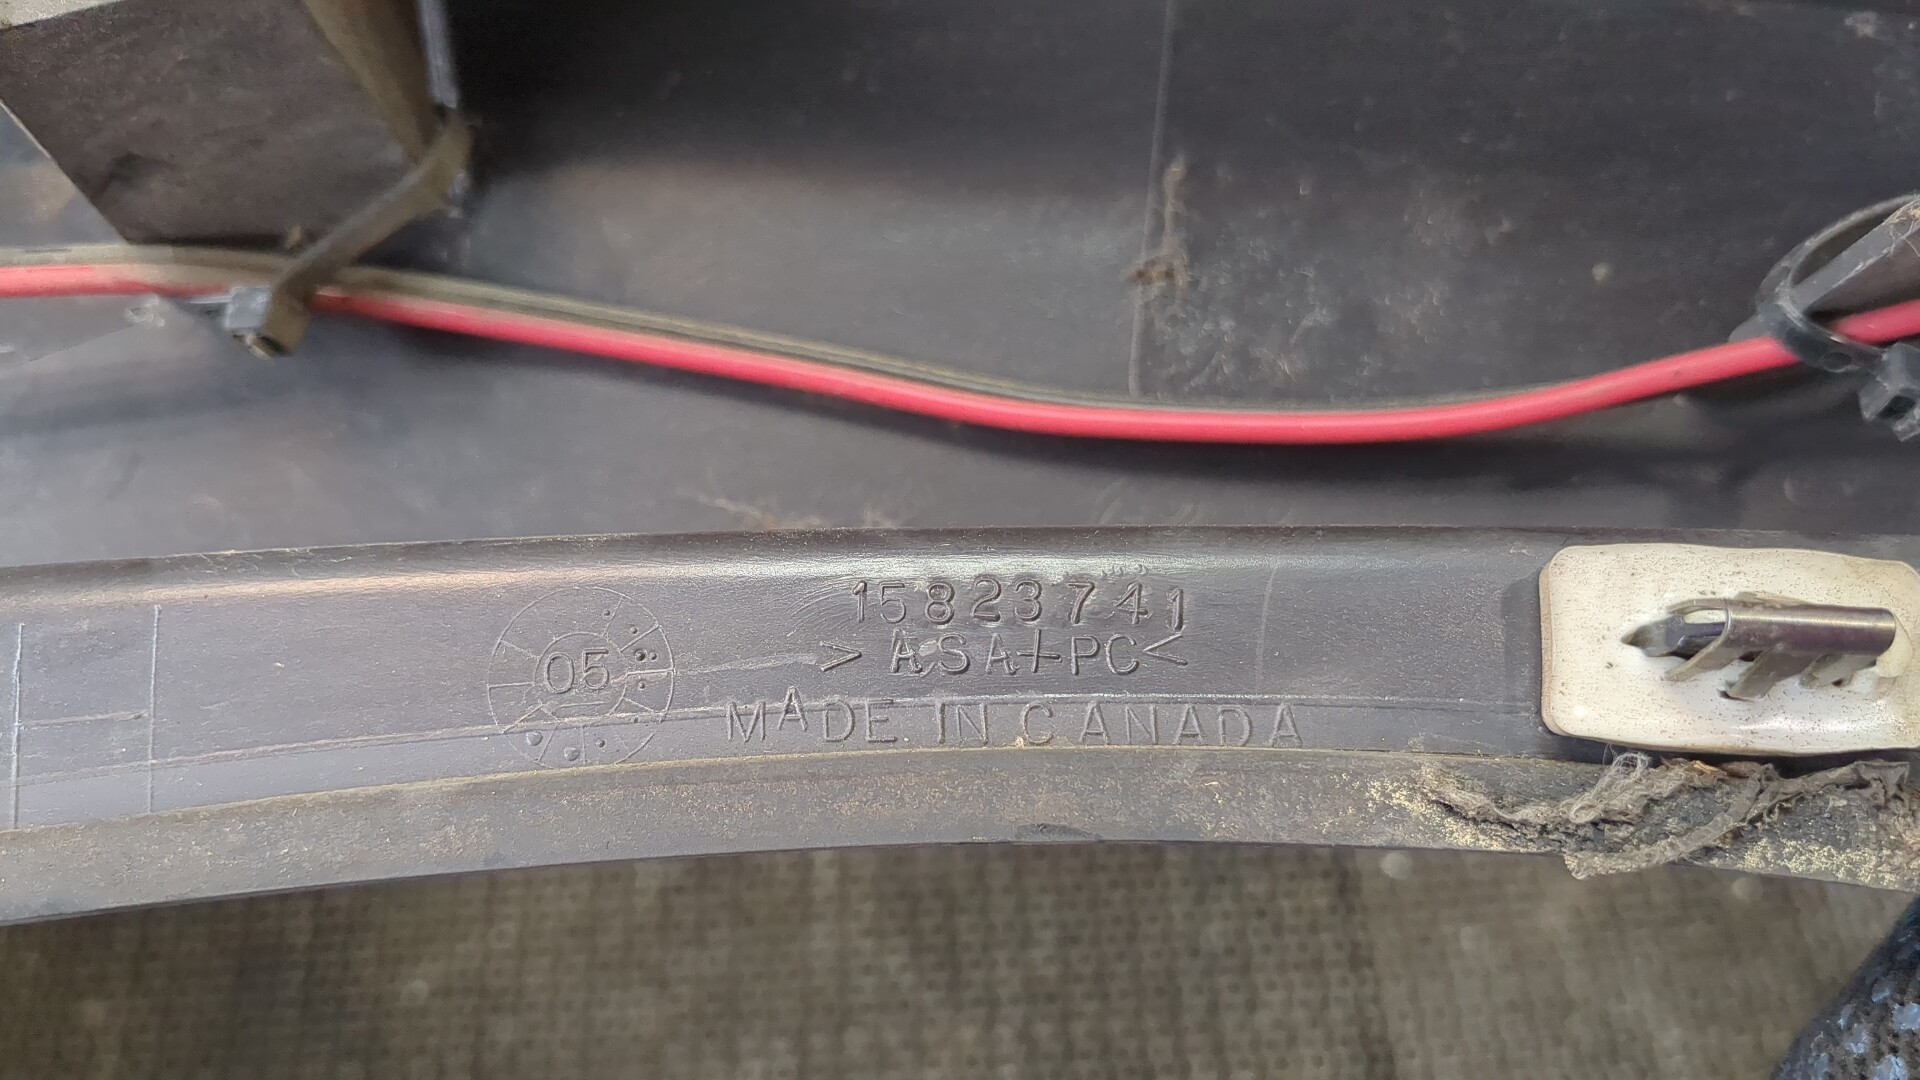 15823741
>ASA+PC<
05
MADE IN CANADA